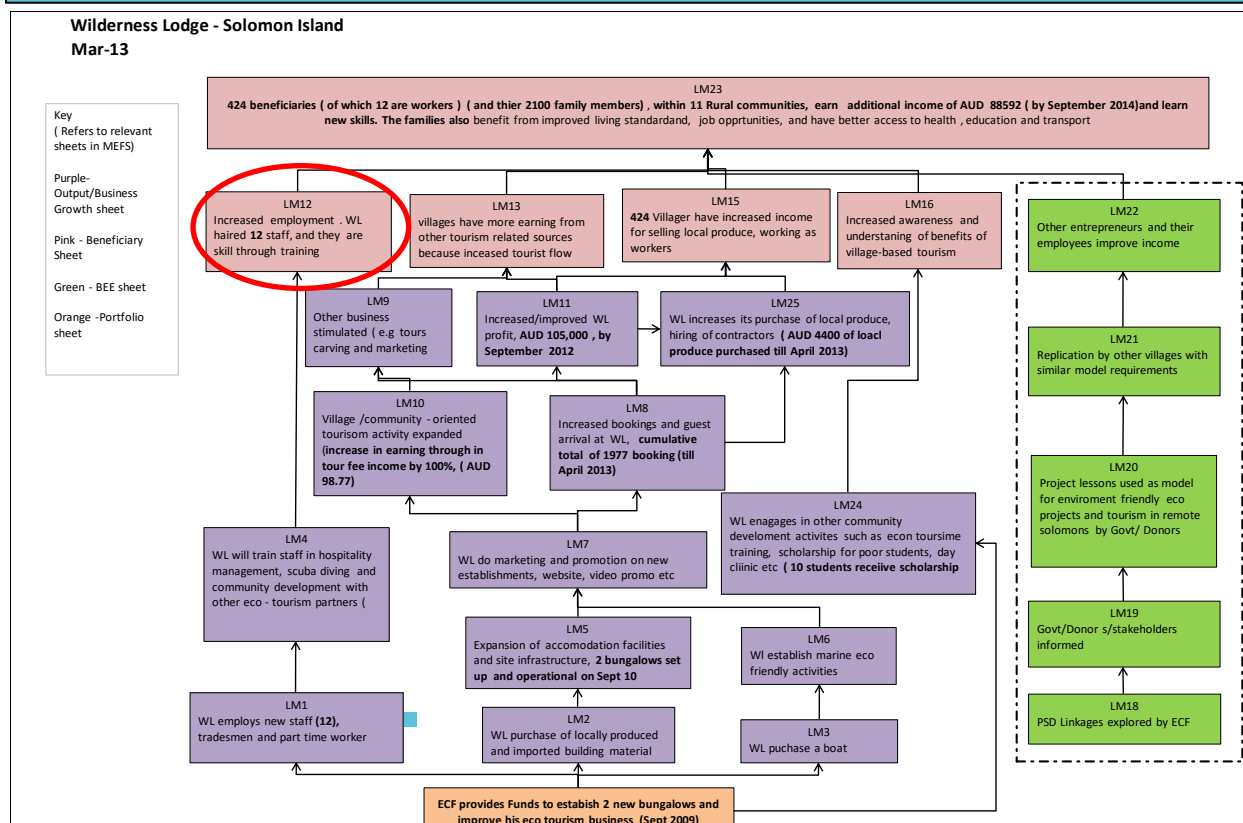 Wilderness Lodge - Solomon Island
Mar-13
Key
( Refers to relevant
sheets in MEFS)
Purple-
Output/Business
Growth sheet
Pink - Beneficiary
Sheet
Green - BEE sheet
Orange -Portfolio
sheet
LM23
424 beneficiaries ( of which 12 are workers ) ( and thier 2100 family members) , within 11 Rural communities, earn additional income of AUD 88592 ( by September 2014)and learn
new skills. The families also benefit from improved living standardand, job opprtunities, and have better access to health , education and transport
LM12
Increased employment . WL
haired 12 staff, and they are
skill through training
LM13
villages have more earning from
other tourism related sources
because inceased tourist flow
LM15
424 Villager have increased income
for selling local produce, working as
workers
LM16
Increased awareness and
understaning of benefits of
village-based tourism
LM22
Other entrepreneurs and their
employees improve income
LM9
Other business
stimulated ( e.g tours
carving and marketing
LM11
Increased/improved WL
profit, AUD 105,000 , by
September 2012
LM25
WL increases its purchase of local produce,
hiring of contractors ( AUD 4400 of loacl
produce purchased till April 2013)
LM21
Replication by other villages with
similar model requirements
LM10
Village /community - oriented
tourisom activity expanded
(increase in earning through in
tour fee income by 100%, ( AUD
98.77)
LM8
Increased bookings and guest
arrival at WL, cumulative
total of 1977 booking (till
April 2013)
LM20
Project lessons used as model
for enviroment friendly eco
projects and tourism in remote
solomons by Govt/ Donors
LM24
WL enagages in other community
develoment activites such as econ toursime
training, scholarship for poor students, day
cliinic etc ( 10 students receiive scholarship
LM4
WL will train staff in hospitality
management, scuba diving and
community development with
other eco - tourism partners (
LM7
WL do marketing and promotion on new
establishments, website, video promo etc
LM19
Govt/Donor s/stakeholders
informed
LM5
Expansion of accomodation facilities
and site infrastructure, 2 bungalows set
up and operational on Sept 10
LM6
Wl establish marine eco
friendly activities
LM18
PSD Linkages explored by ECF
LM1
WL employs new staff (12),
tradesmen and part time worker
LM2
WL purchase of locally produced
and imported building material
LM3
WL puchase a boat
ECF provides Funds to estabish 2 new bungalows and
improve his eco tourism business (Sept 2009)